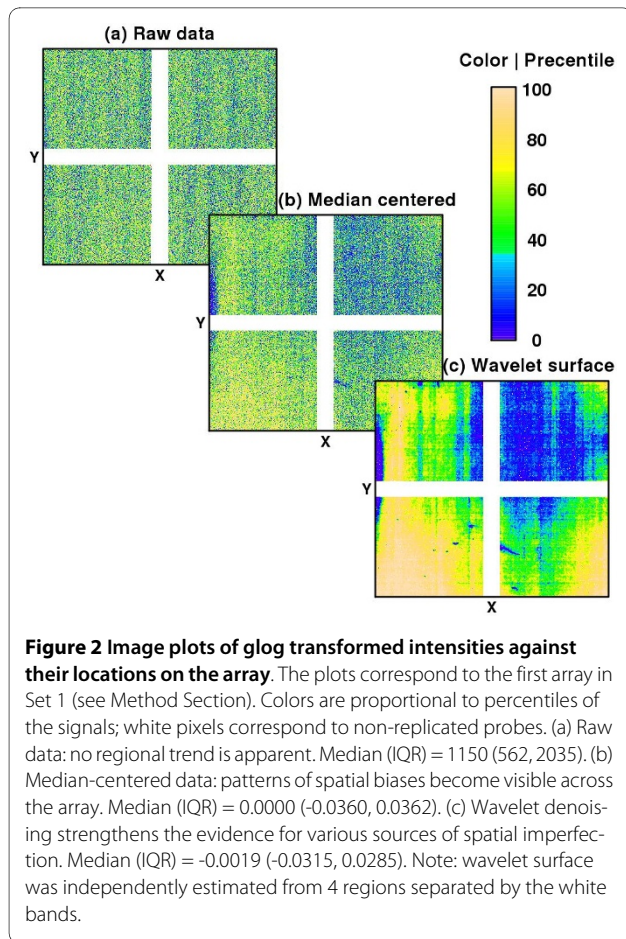 (a) Raw data
Color | Precentile
100
80
60
40
20
0
Y
X
(b) Median centered
Y
X
(c) Wavelet surface
Y
X
Figure 2 Image plots of glog transformed intensities against
their locations on the array. The plots correspond to the first array in
Set 1 (see Method Section). Colors are proportional to percentiles of
the signals; white pixels correspond to non-replicated probes. (a) Raw
data: no regional trend is apparent. Median (IQR) = 1150 (562, 2035). (b)
Median-centered data: patterns of spatial biases become visible across
the array. Median (IQR) = 0.0000 (-0.0360, 0.0362). (c) Wavelet denois-
ing strengthens the evidence for various sources of spatial imperfec-
tion. Median (IQR) = -0.0019 (-0.0315, 0.0285). Note: wavelet surface
was independently estimated from 4 regions separated by the white
bands.